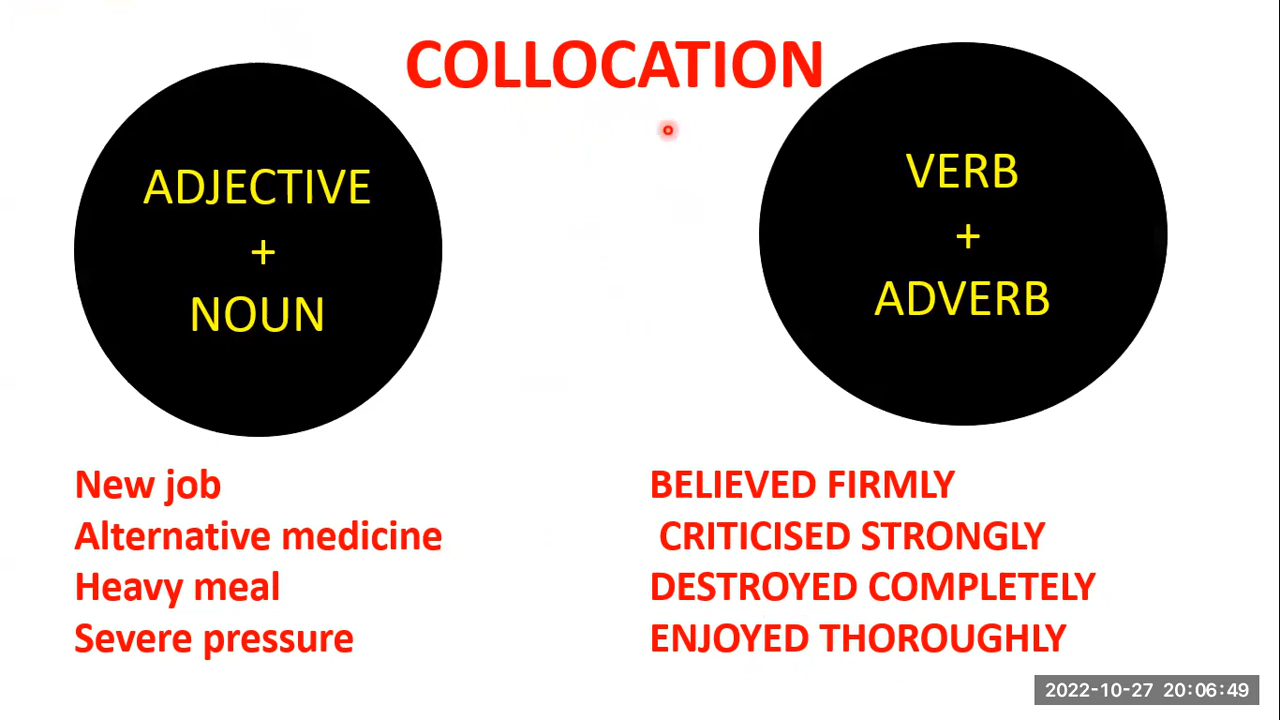 COLLOCATION
ADJECTIVE
+
NOUN
VERB
+
ADVERB
New job
Alternative medicine
Heavy meal
Severe pressure
BELIEVED FIRMLY
CRITICISED STRONGLY
DESTROYED COMPLETELY
ENJOYED THOROUGHLY
2022-10-27 20:06:49